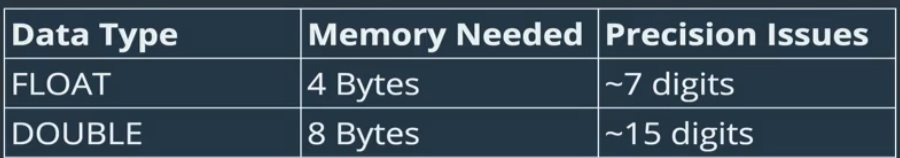 Data Type Memory Needed Precision Issues
FLOAT 4 Bytes ~7 digits
DOUBLE 8 Bytes ~15 digits